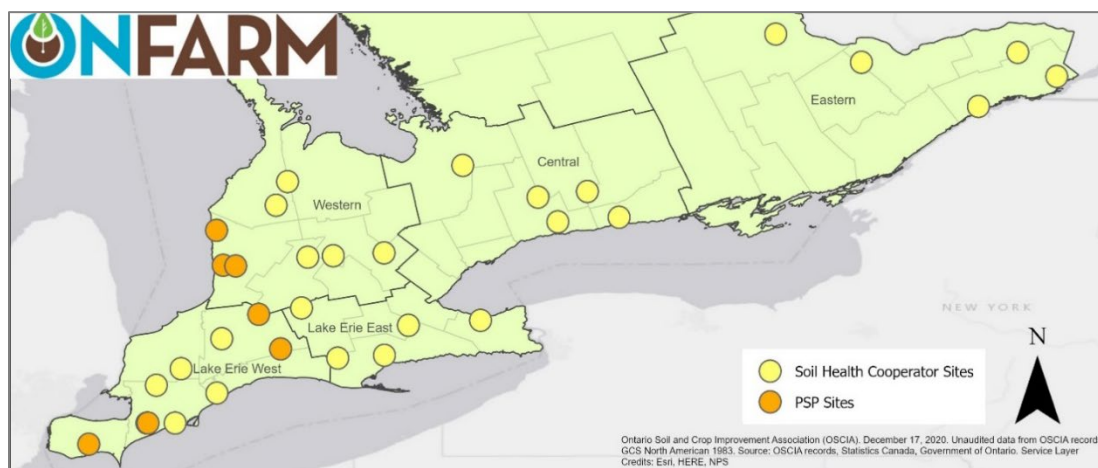 ONFARM
Eastern
Central
Western
Lake Erie East
Lake Erie West
NEW YORK
N
Soil Health Cooperator Sites
PSP Sites
Ontario Soil and Crop Improvement Association (OSCIA). December 17, 2020. Unaudited data from OSCIA record
GCS North American 1983. Source: OSCIA records, Statistics Canada, Government of Ontario. Service Layer
Credits: Esri, HERE, NPS